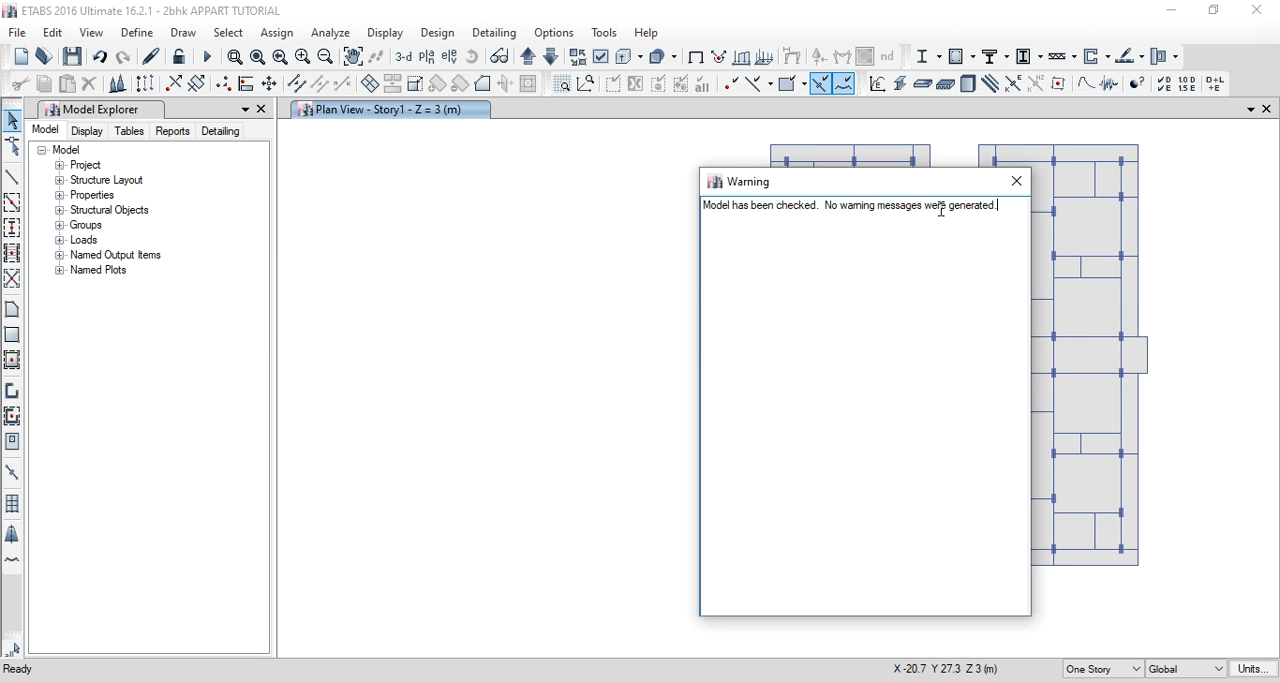 ETABS 2016 Ultimate 16.2.1 - 2bhk APPART TUTORIAL
File Edit View Define Draw Select Assign Analyze Display Design Detailing Options Tools Help
3-d
nd
all
Model Explorer
Plan View - Story1 - Z = 3 (m)
Model Display Tables Reports Detailing
Model
Project
Structure Layout
Properties
Structural Objects
Groups
Loads
Named Output Items
Named Plots
Warning
Model has been checked. No warning messages were generated.
Ready
X -20.7 Y 27.3 Z 3 (m)
One Story
Global
Units...